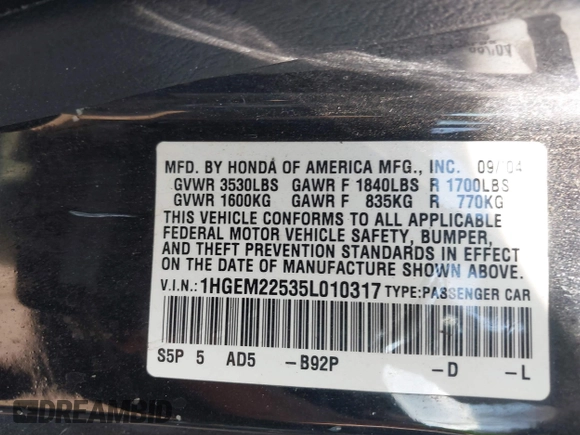 MFD. BY HONDA OF AMERICA MFG., INC. 09/04
GVWR 3530LBS GAWR F 1840LBS R 1700LBS
GVWR 1600KG GAWR F 835KG R 770KG
THIS VEHICLE CONFORMS TO ALL APPLICABLE
FEDERAL MOTOR VEHICLE SAFETY, BUMPER,
AND THEFT PREVENTION STANDARDS IN EFFECT
ON THE DATE OF MANUFACTURE SHOWN ABOVE.
V.I.N.: 1HGEM22535L010317 TYPE:PASSENGER CAR
S5P 5 AD5 -B92P -D -L
DREAMBID